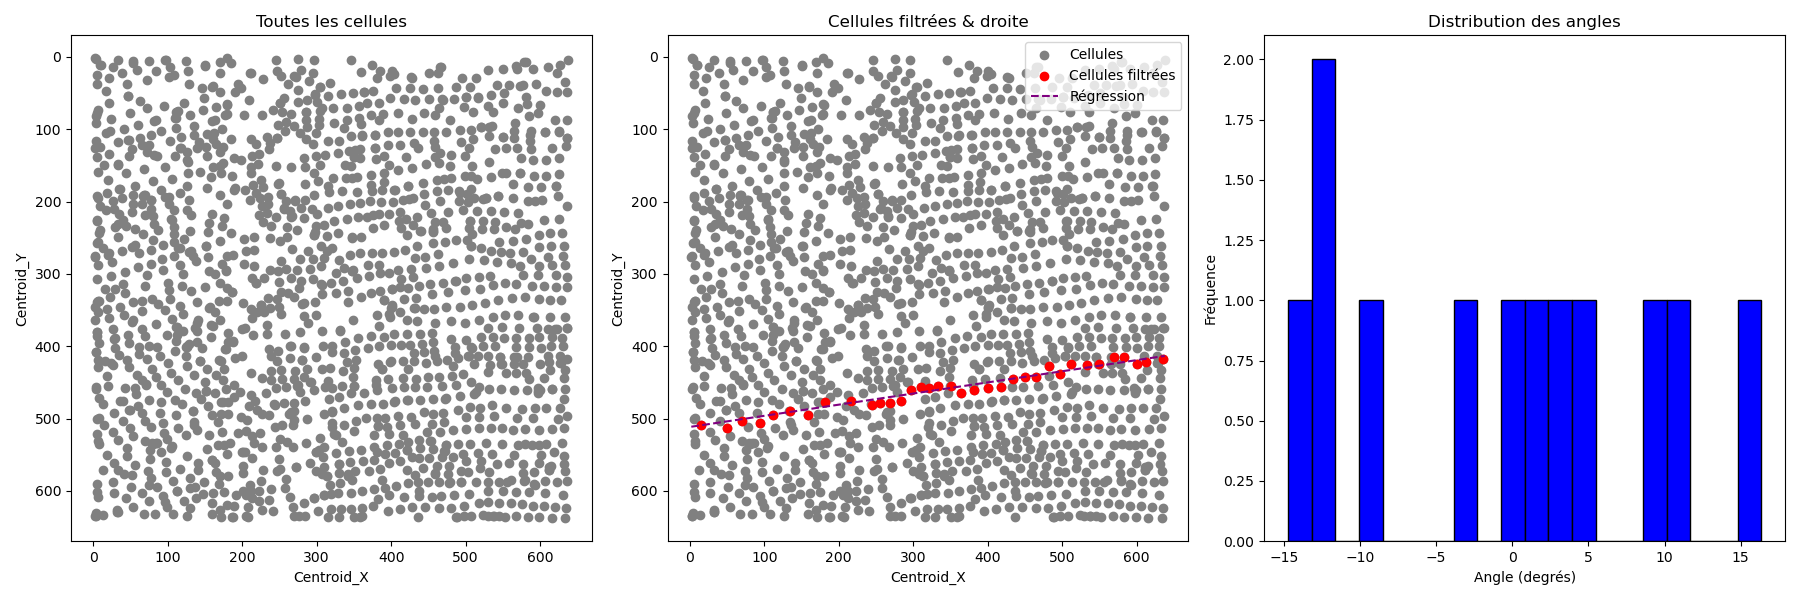 Toutes les cellules
0
100
200
300
400
500
600
Centroid_Y
0 100 200 300 400 500 600
Centroid_X
Cellules filtrées & droite
Cellules
Cellules filtrées
Régression
0
100
200
300
400
500
600
Centroid_Y
0 100 200 300 400 500 600
Centroid_X
Distribution des angles
2.00
1.75
1.50
1.25
1.00
0.75
0.50
0.25
0.00
Fréquence
−15 −10 −5 0 5 10 15
Angle (degrés)